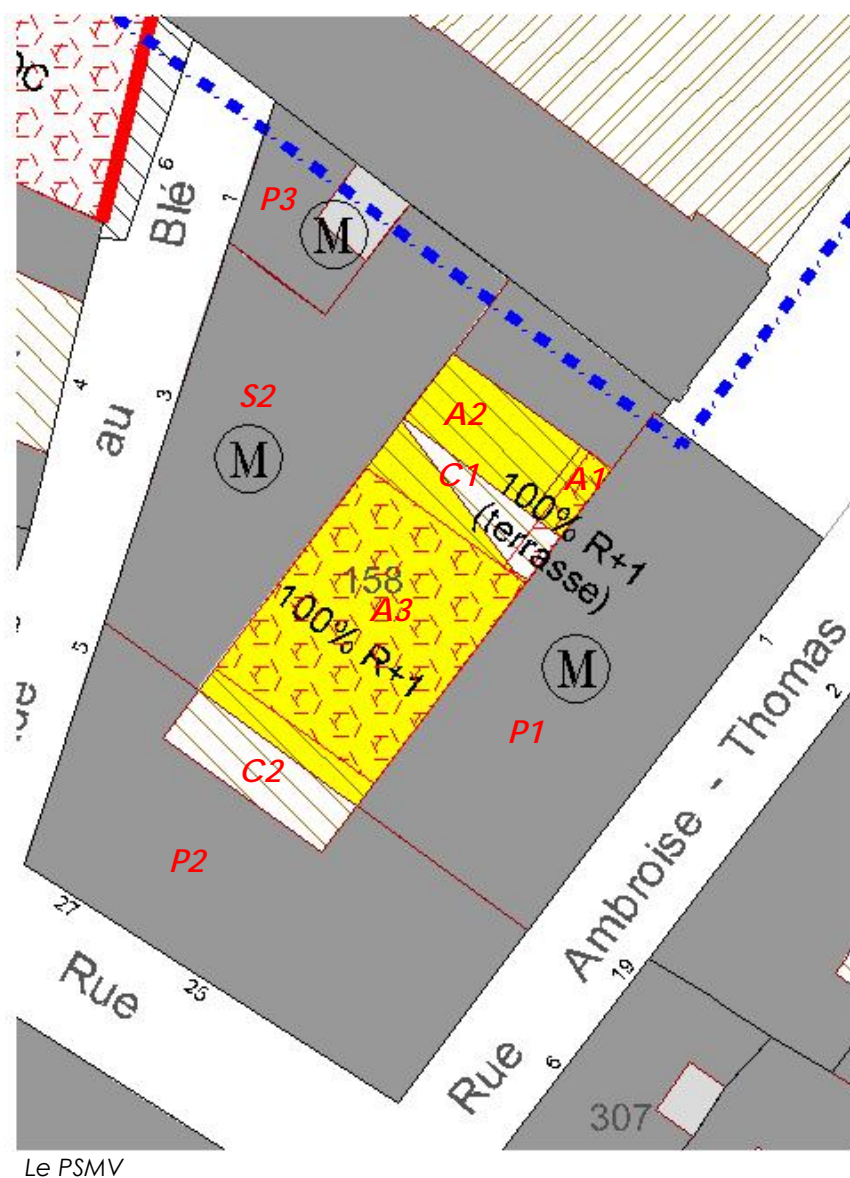 6
Blé
7
P3
M
4
3
S2
au
M
A2
C1
A1
100% R+1
(terrasse)
158
A3
100% R+1
M
5
1
2
P1
C2
P2
Ambroise - Thomas
27
25
Rue
19
6
Rue
307
Le PSMV